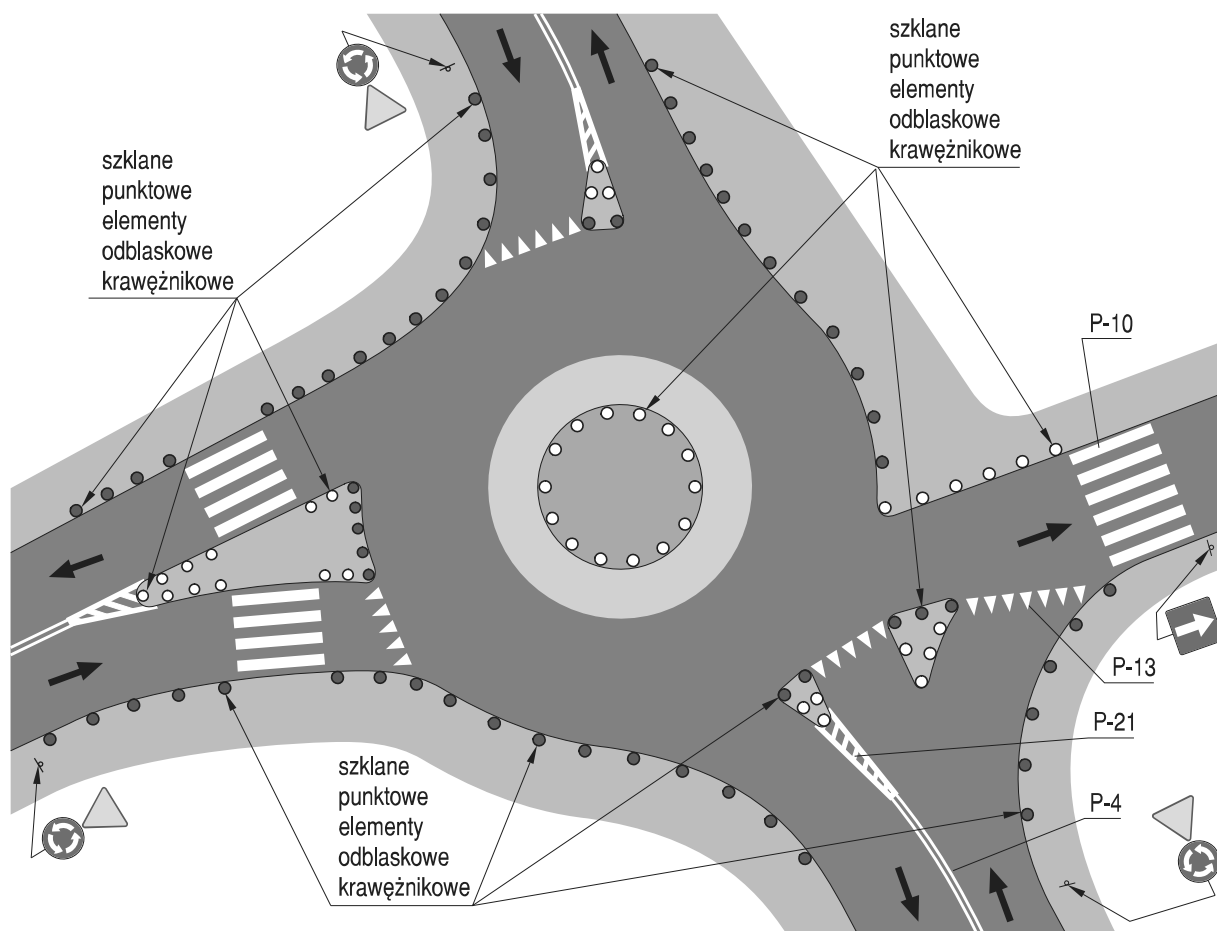 szklane
punktowe
elementy
odblaskowe
krawężnikowe
szklane
punktowe
elementy
odblaskowe
krawężnikowe
P-10
P-13
P-21
P-4
szklane
punktowe
elementy
odblaskowe
krawężnikowe